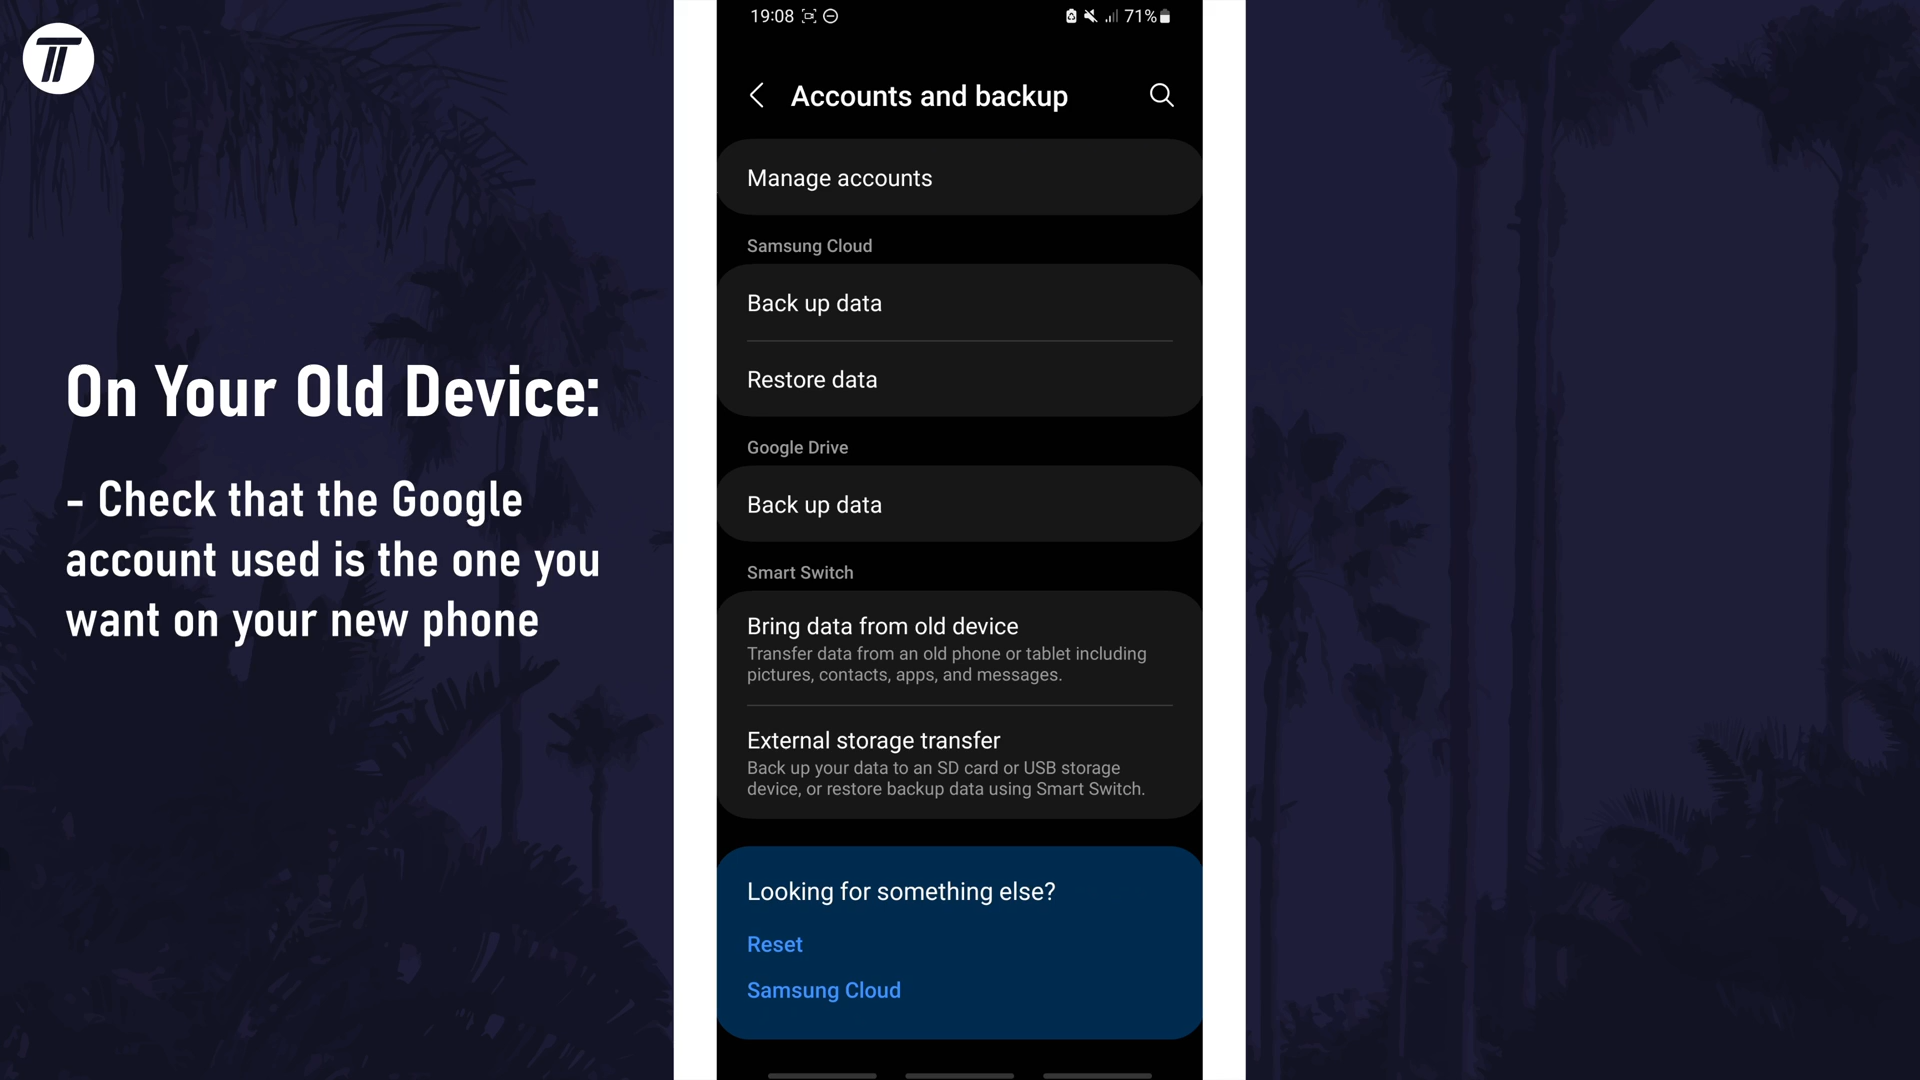 On Your Old Device:
- Check that the Google
account used is the one you
want on your new phone
19:08
71%
Accounts and backup
Manage accounts
Samsung Cloud
Back up data
Restore data
Google Drive
Back up data
Smart Switch
Bring data from old device
Transfer data from an old phone or tablet including
pictures, contacts, apps, and messages.
External storage transfer
Back up your data to an SD card or USB storage
device, or restore backup data using Smart Switch.
Looking for something else?
Reset
Samsung Cloud